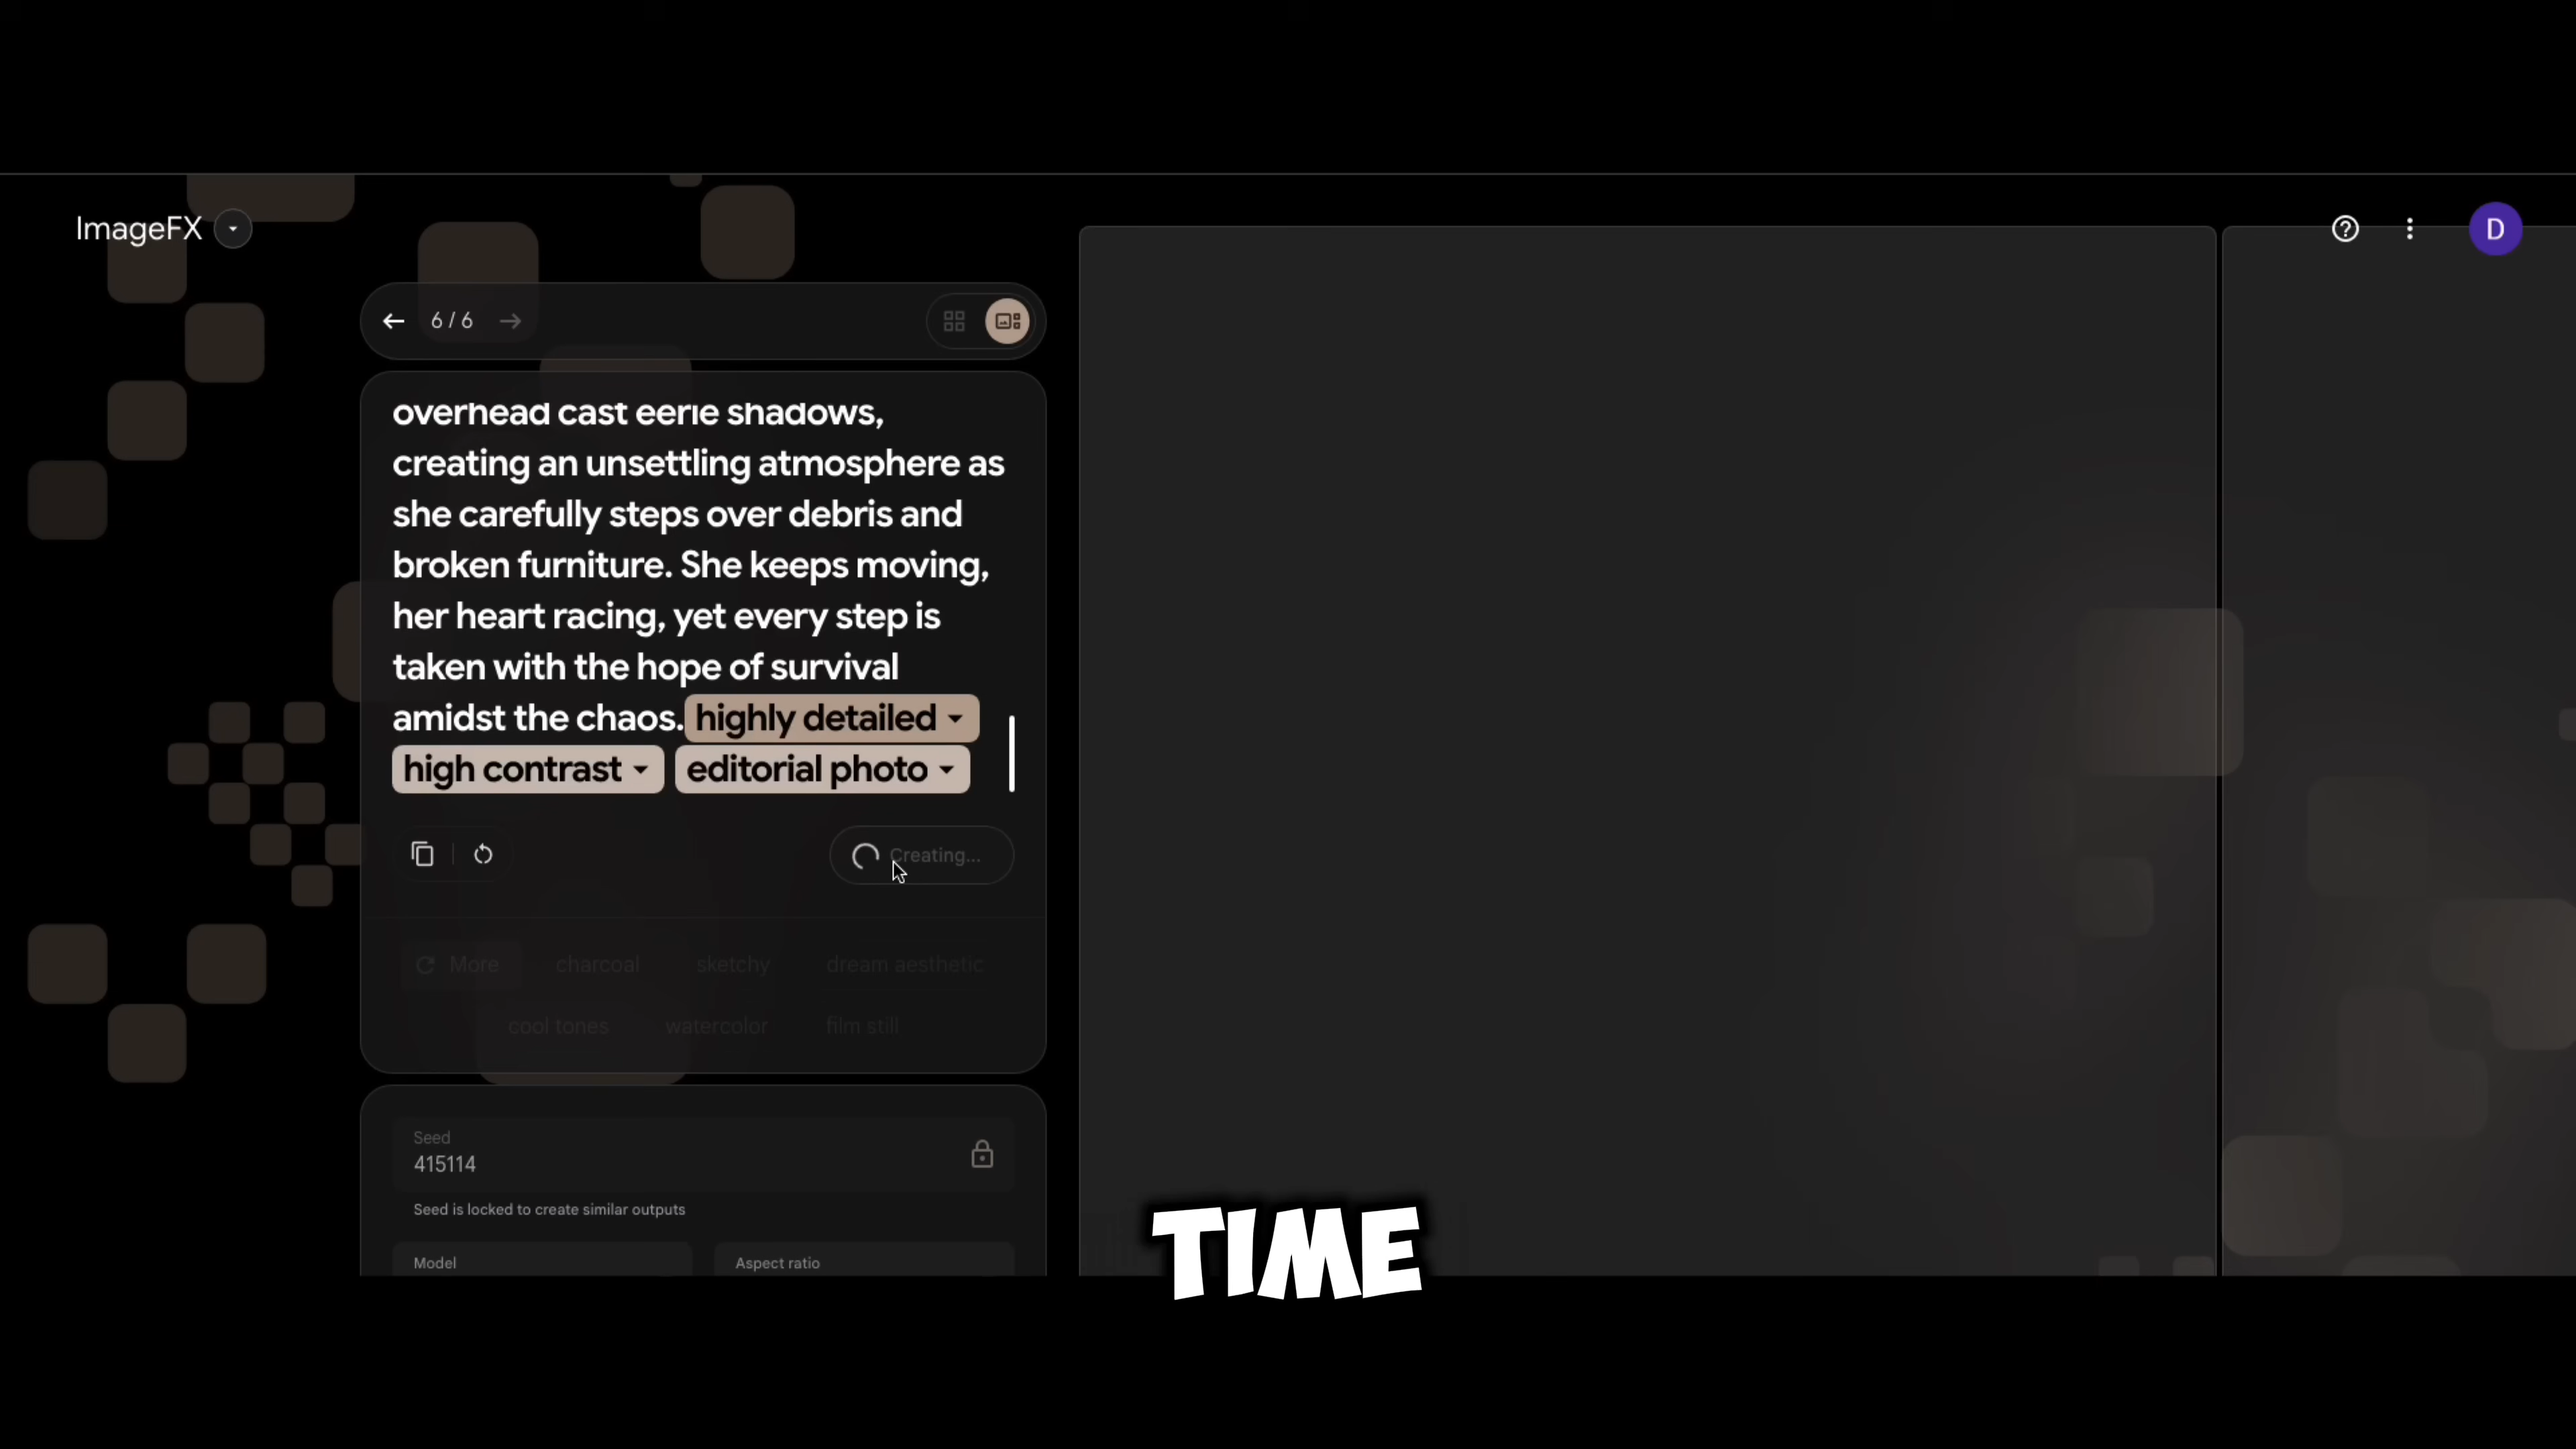 ImageFX
D
6 / 6
overhead cast eerie shadows,
creating an unsettling atmosphere as
she carefully steps over debris and
broken furniture. She keeps moving,
her heart racing, yet every step is
taken with the hope of survival
amidst the chaos. highly detailed
high contrast editorial photo
Creating...
More charcoal sketchy dream aesthetic
cool tones watercolor film still
Seed
415114
Seed is locked to create similar outputs
Model Aspect ratio
TIME